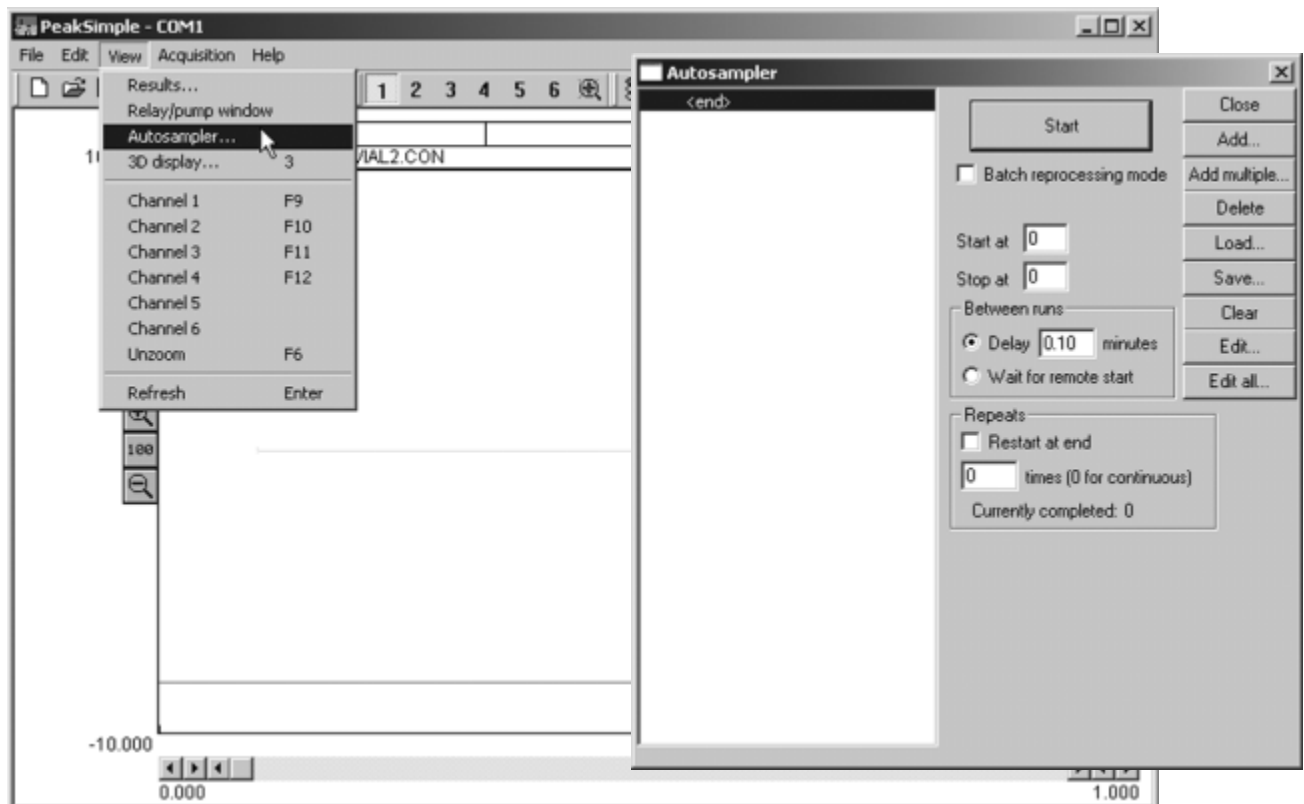 PeakSimple - COM1
File Edit View Acquisition Help
1 2 3 4 5 6
Results...
Relay/pump window
Autosampler...
3D display... 3
Channel 1 F9
Channel 2 F10
Channel 3 F11
Channel 4 F12
Channel 5
Channel 6
Unzoom F6
Refresh Enter
VIAL2.CON
100
-10.000
0.000
1.000
Autosampler
<end>
Start
Batch reprocessing mode
Start at 0
Stop at 0
Between runs
Delay 0.10 minutes
Wait for remote start
Repeats
Restart at end
0 times (0 for continuous)
Currently completed: 0
Close
Add...
Add multiple...
Delete
Load...
Save...
Clear
Edit...
Edit all...